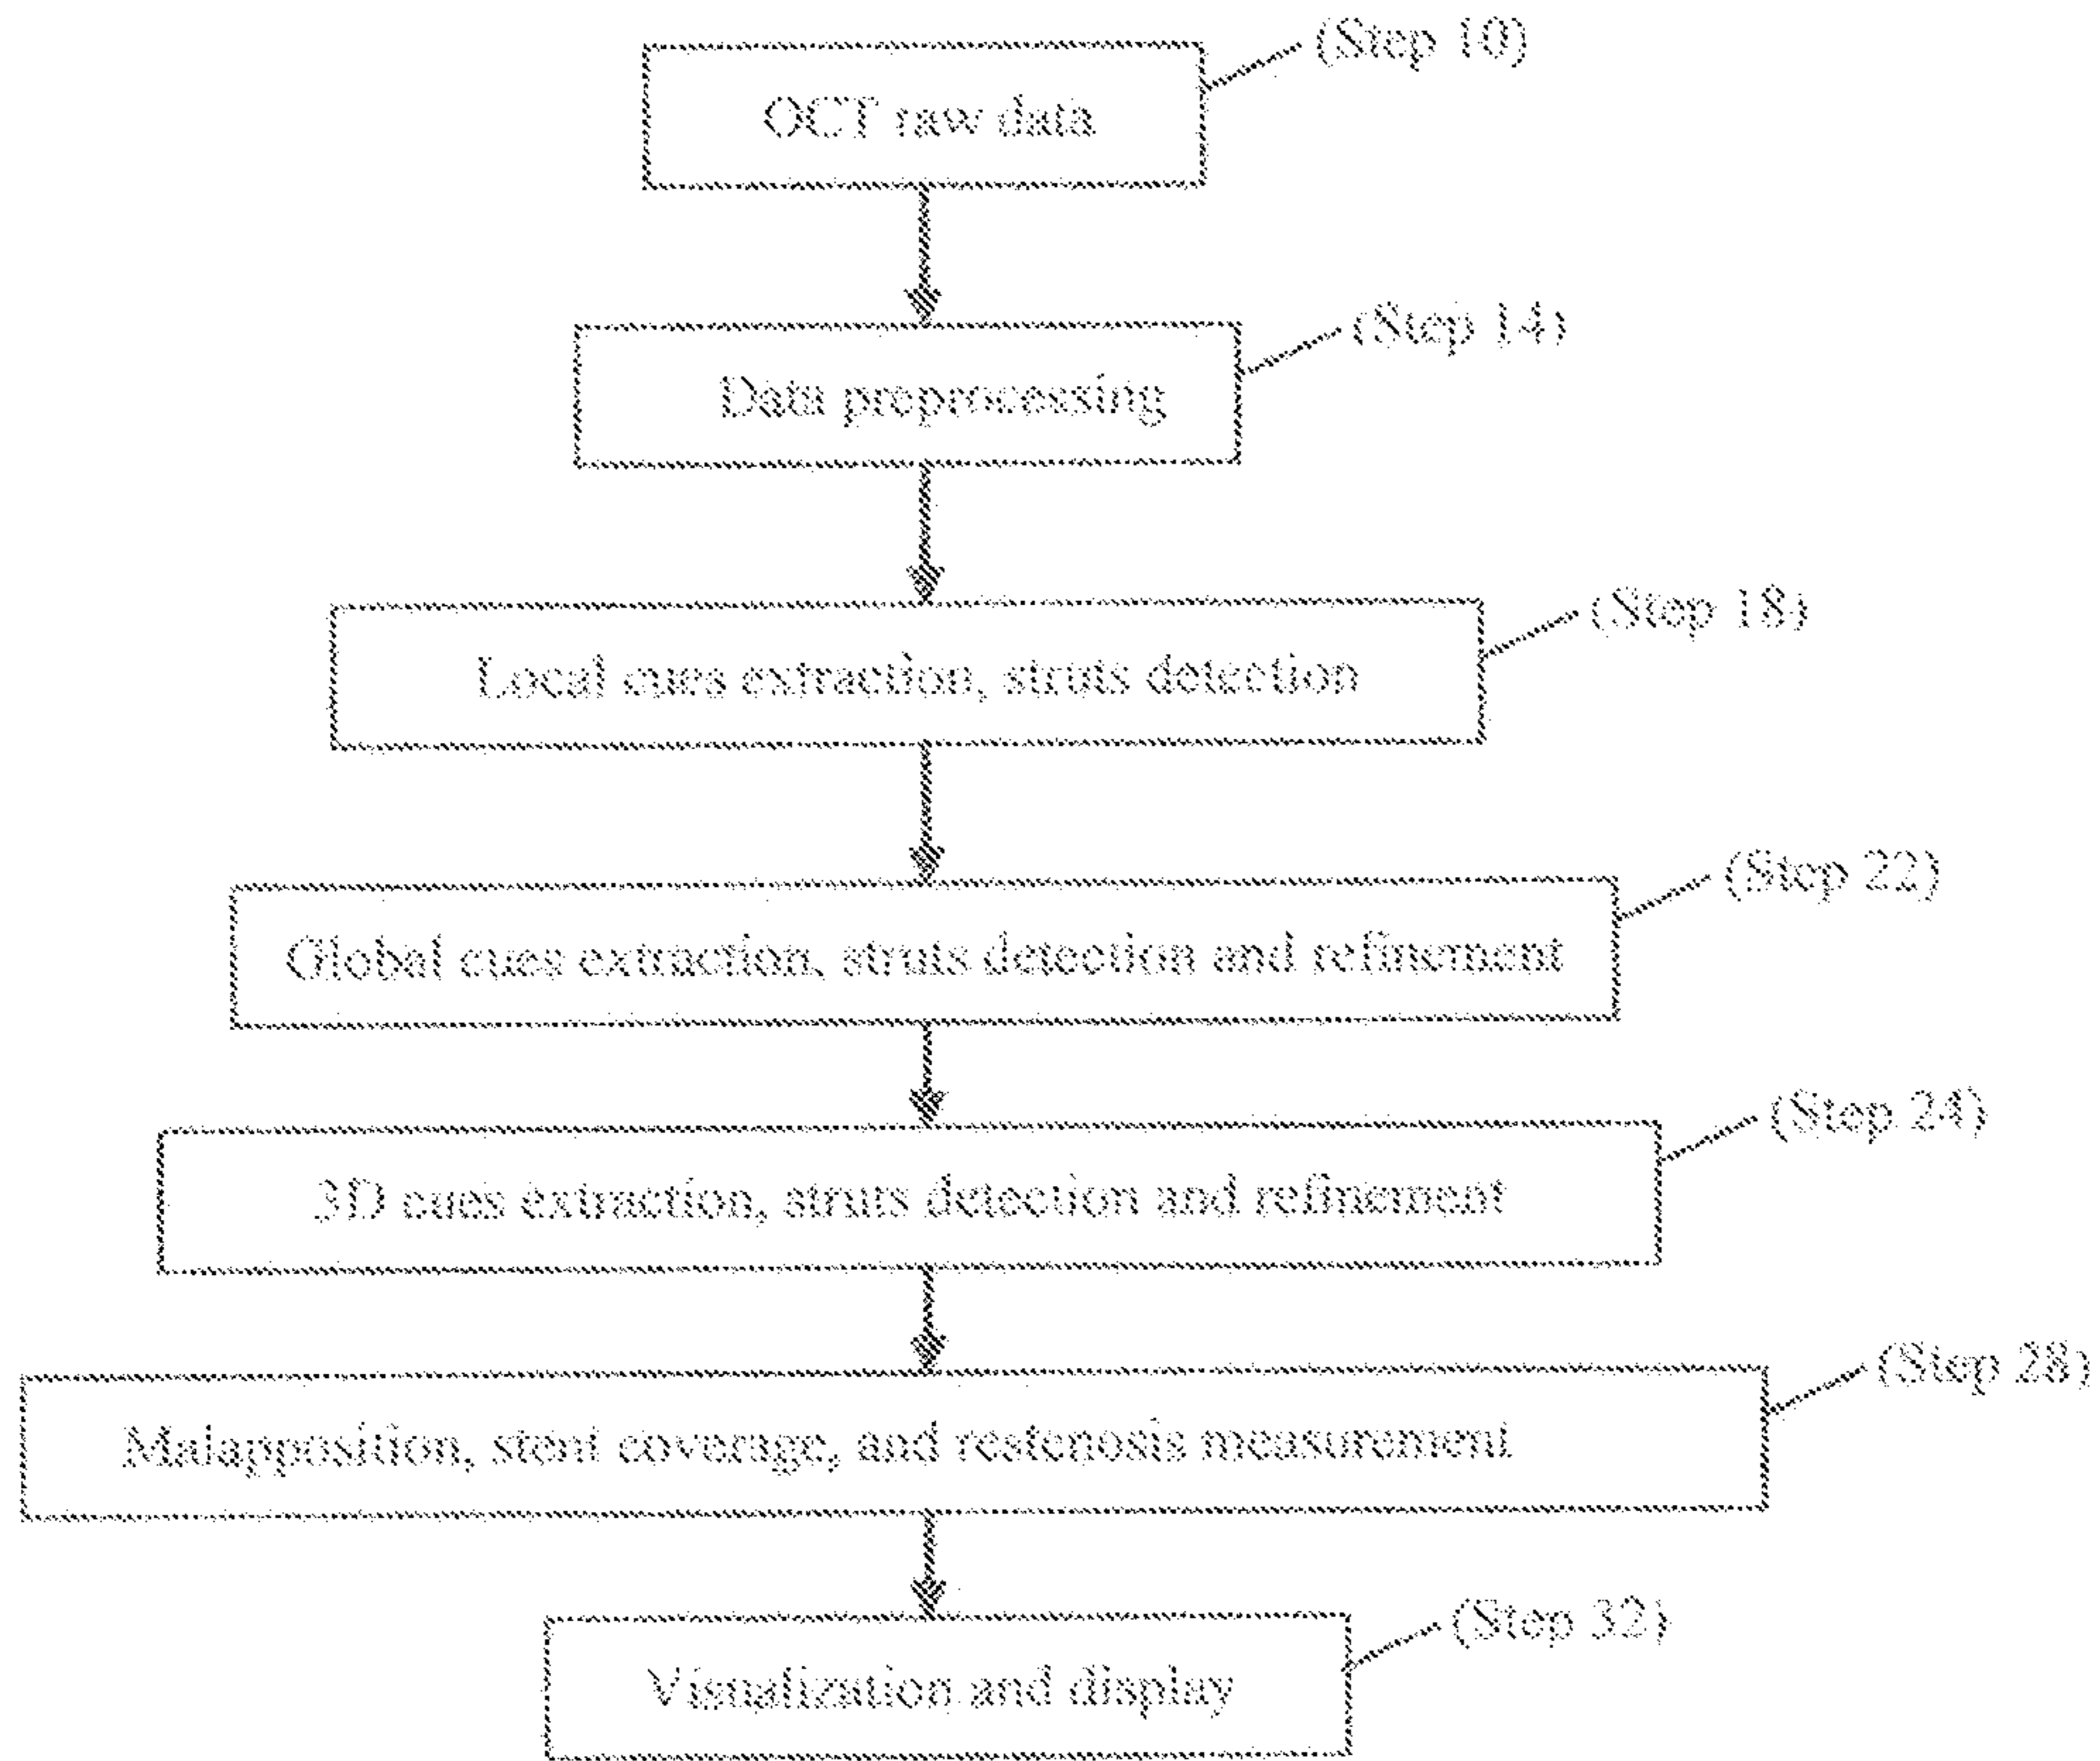 (Step 10)
OCT raw data
(Step 14)
Data preprocessing
(Step 18)
Local cues extraction, struts detection
(Step 22)
Global cues extraction, struts detection and refinement
(Step 24)
3D cues extraction, struts detection and refinement
(Step 28)
Malapposition, stent coverage, and restenosis measurement
(Step 32)
Visualization and display